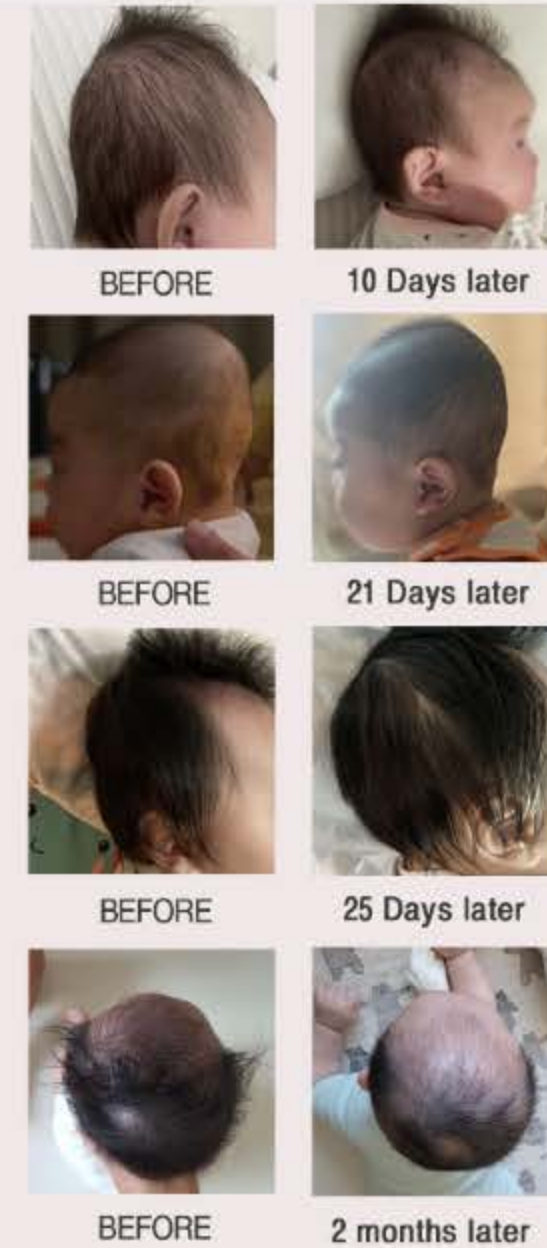 BEFORE
10 Days later
BEFORE
21 Days later
BEFORE
25 Days later
BEFORE
2 months later